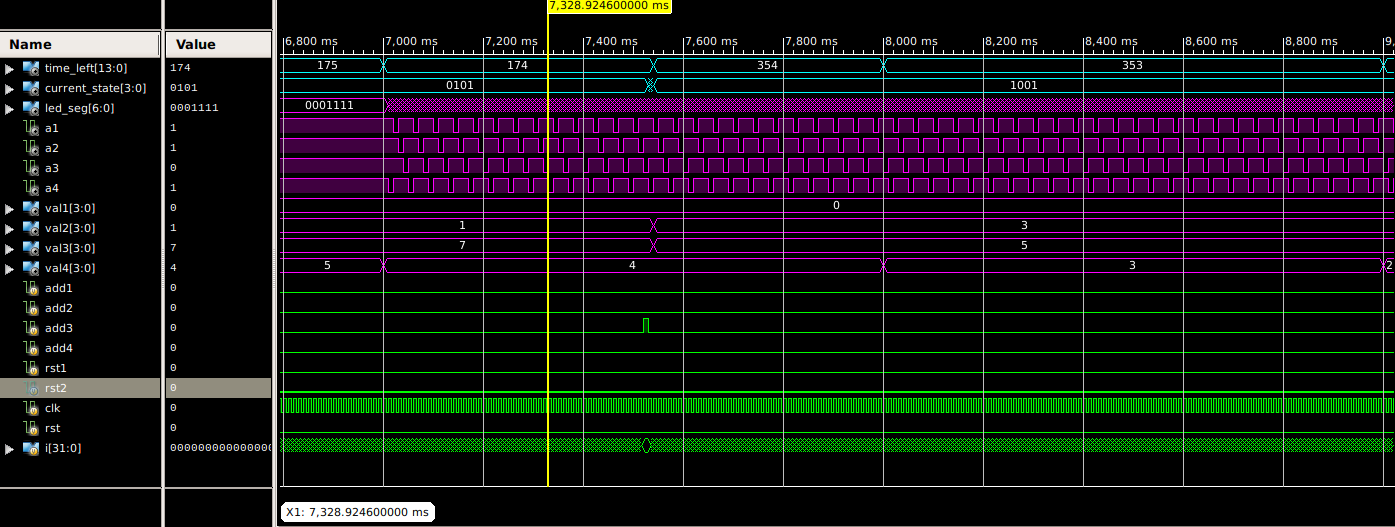 7,328.924600000 ms
Name Value
6,800 ms 7,000 ms 7,200 ms 7,400 ms 7,600 ms 7,800 ms 8,000 ms 8,200 ms 8,400 ms 8,600 ms 8,800 ms 9,
time_left[13:0] 174 175 174 354 353
current_state[3:0] 0101 0101 1001
led_seg[6:0] 0001111 0001111
a1 1
a2 1
a3 0
a4 1
val1[3:0] 0 0
val2[3:0] 1 1 3
val3[3:0] 7 7 5
val4[3:0] 4 5 4 3 2
add1 0
add2 0
add3 0
add4 0
rst1 0
rst2 0
clk 0
rst 0
i[31:0] 0000000000000000
X1: 7,328.924600000 ms